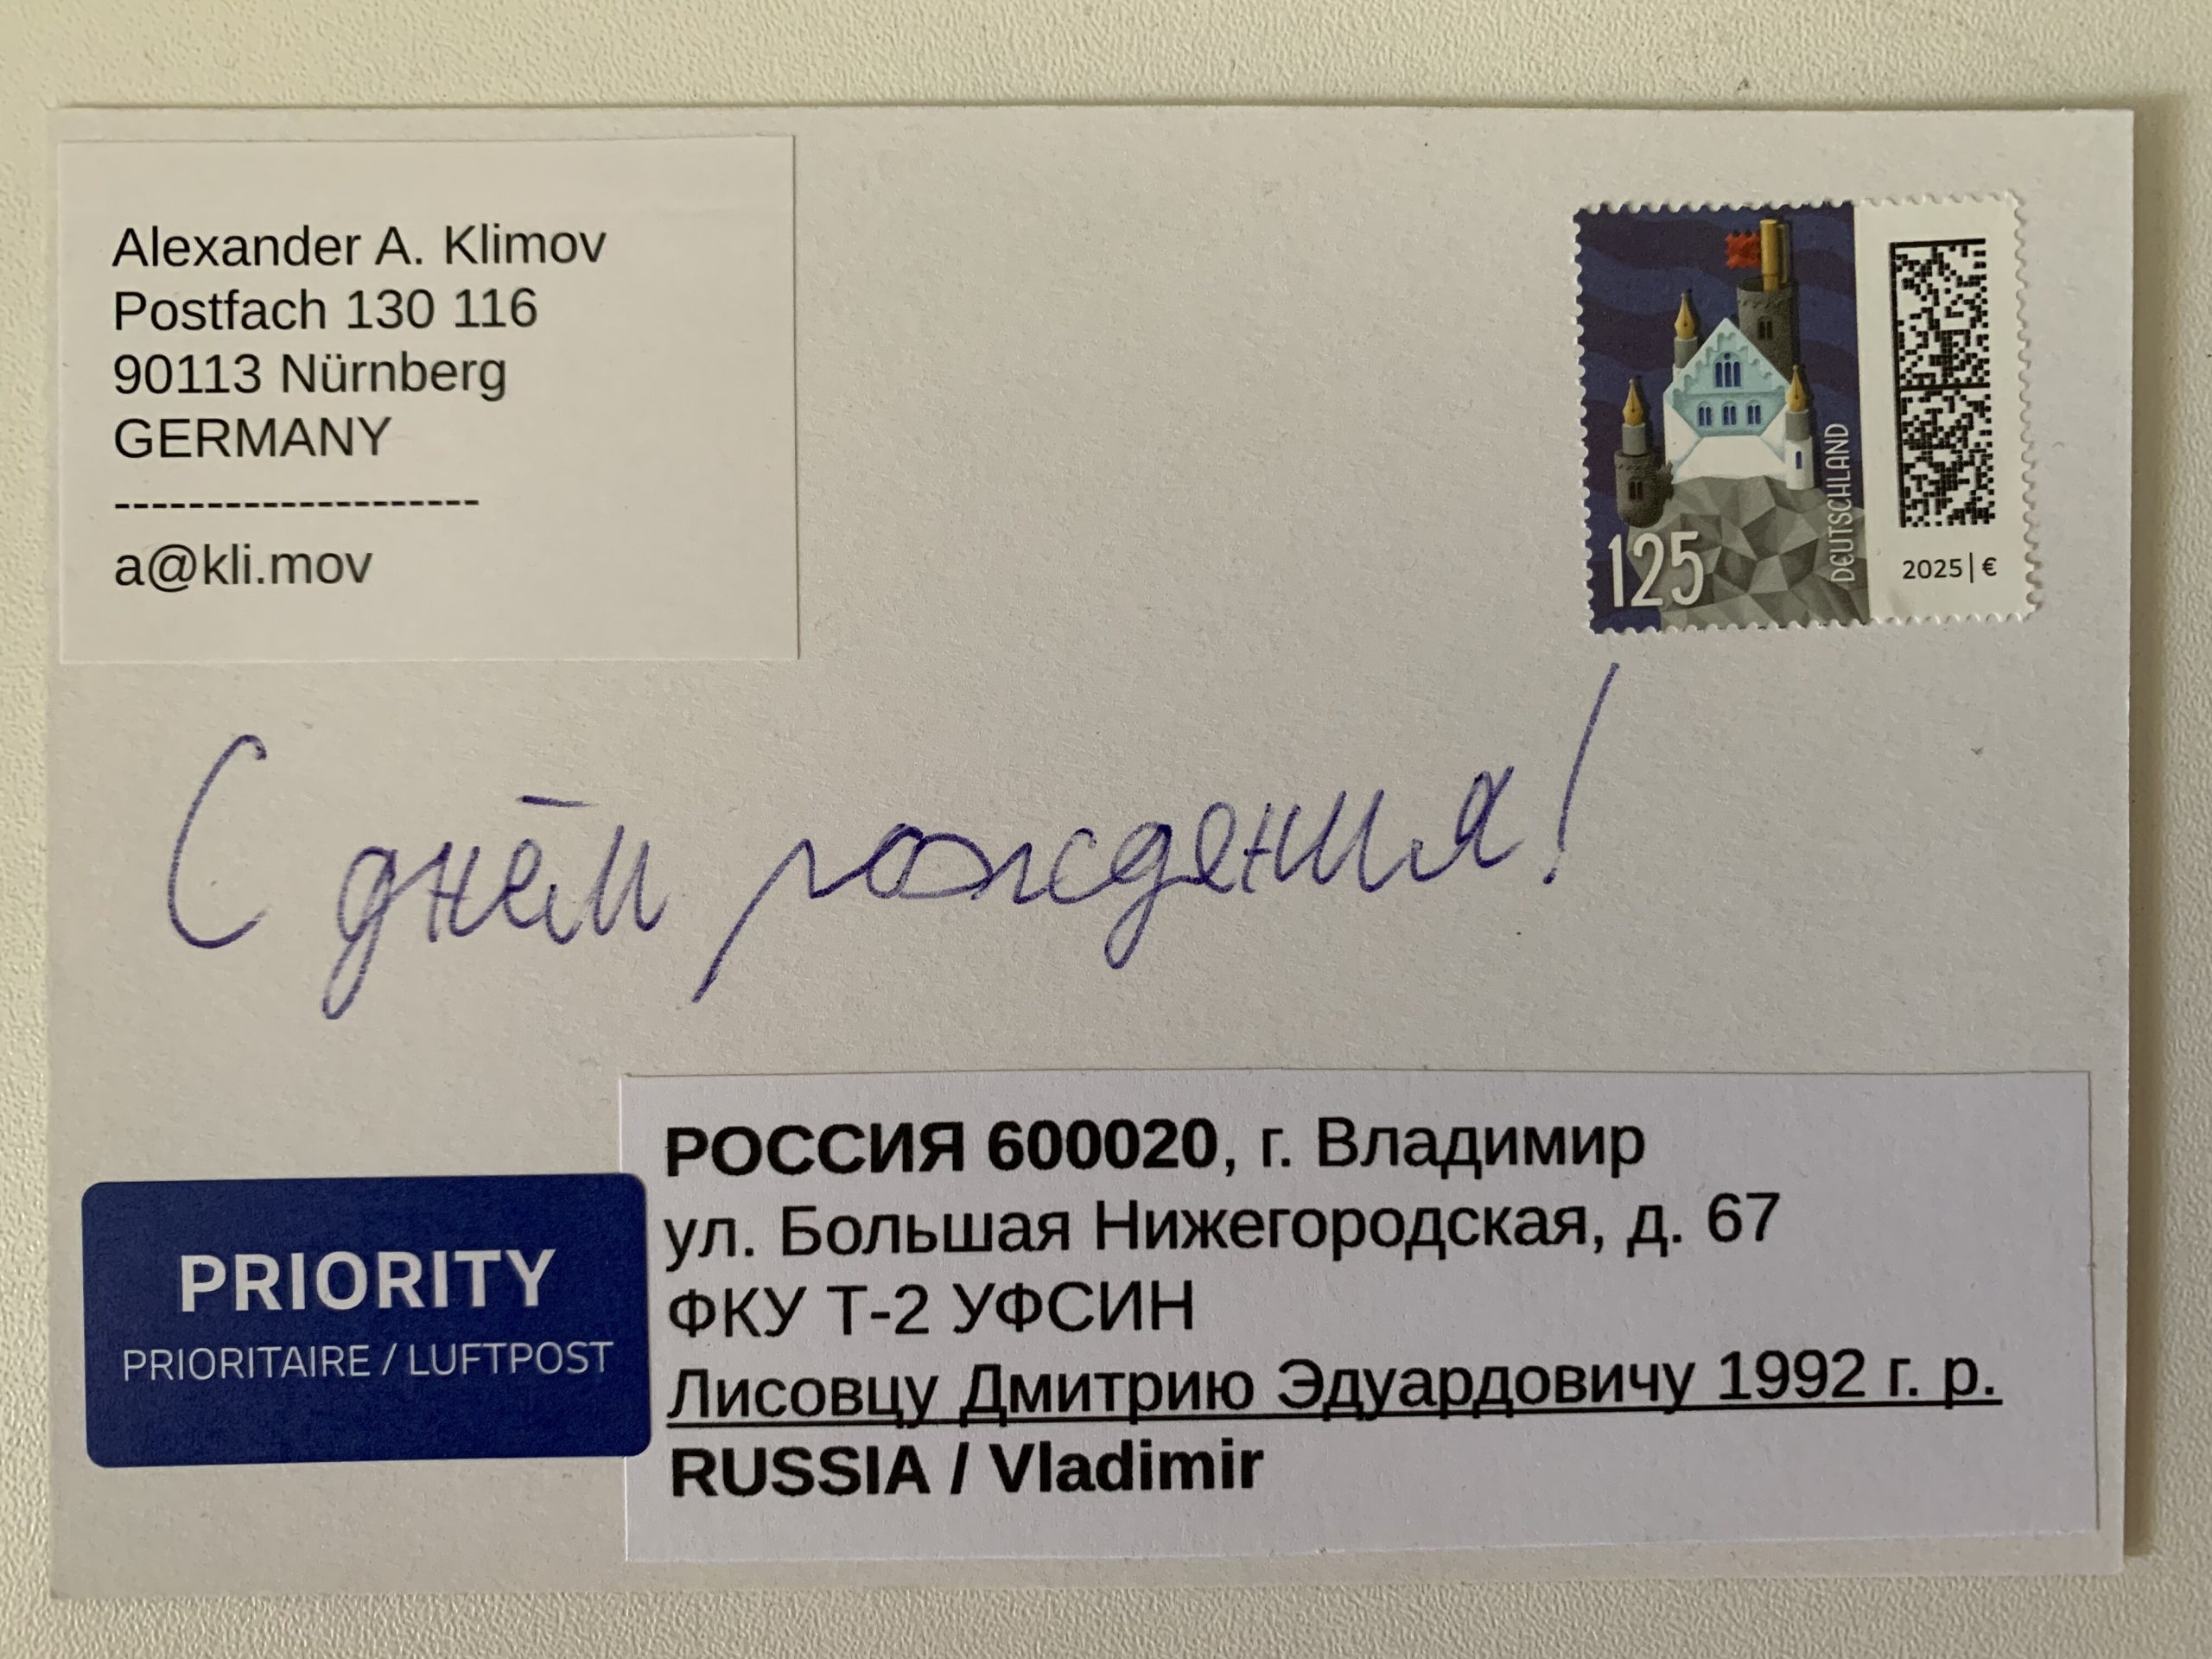 Alexander A. Klimov
Postfach 130 116
90113 Nürnberg
GERMANY
--------------------
a@kli.mov
125
DEUTSCHLAND
2025|€
С днём рождения!
PRIORITY
PRIORITAIRE / LUFTPOST
РОССИЯ 600020, г. Владимир
ул. Большая Нижегородская, д. 67
ФКУ Т-2 УФСИН
Лисовцу Дмитрию Эдуардовичу 1992 г. р.
RUSSIA / Vladimir